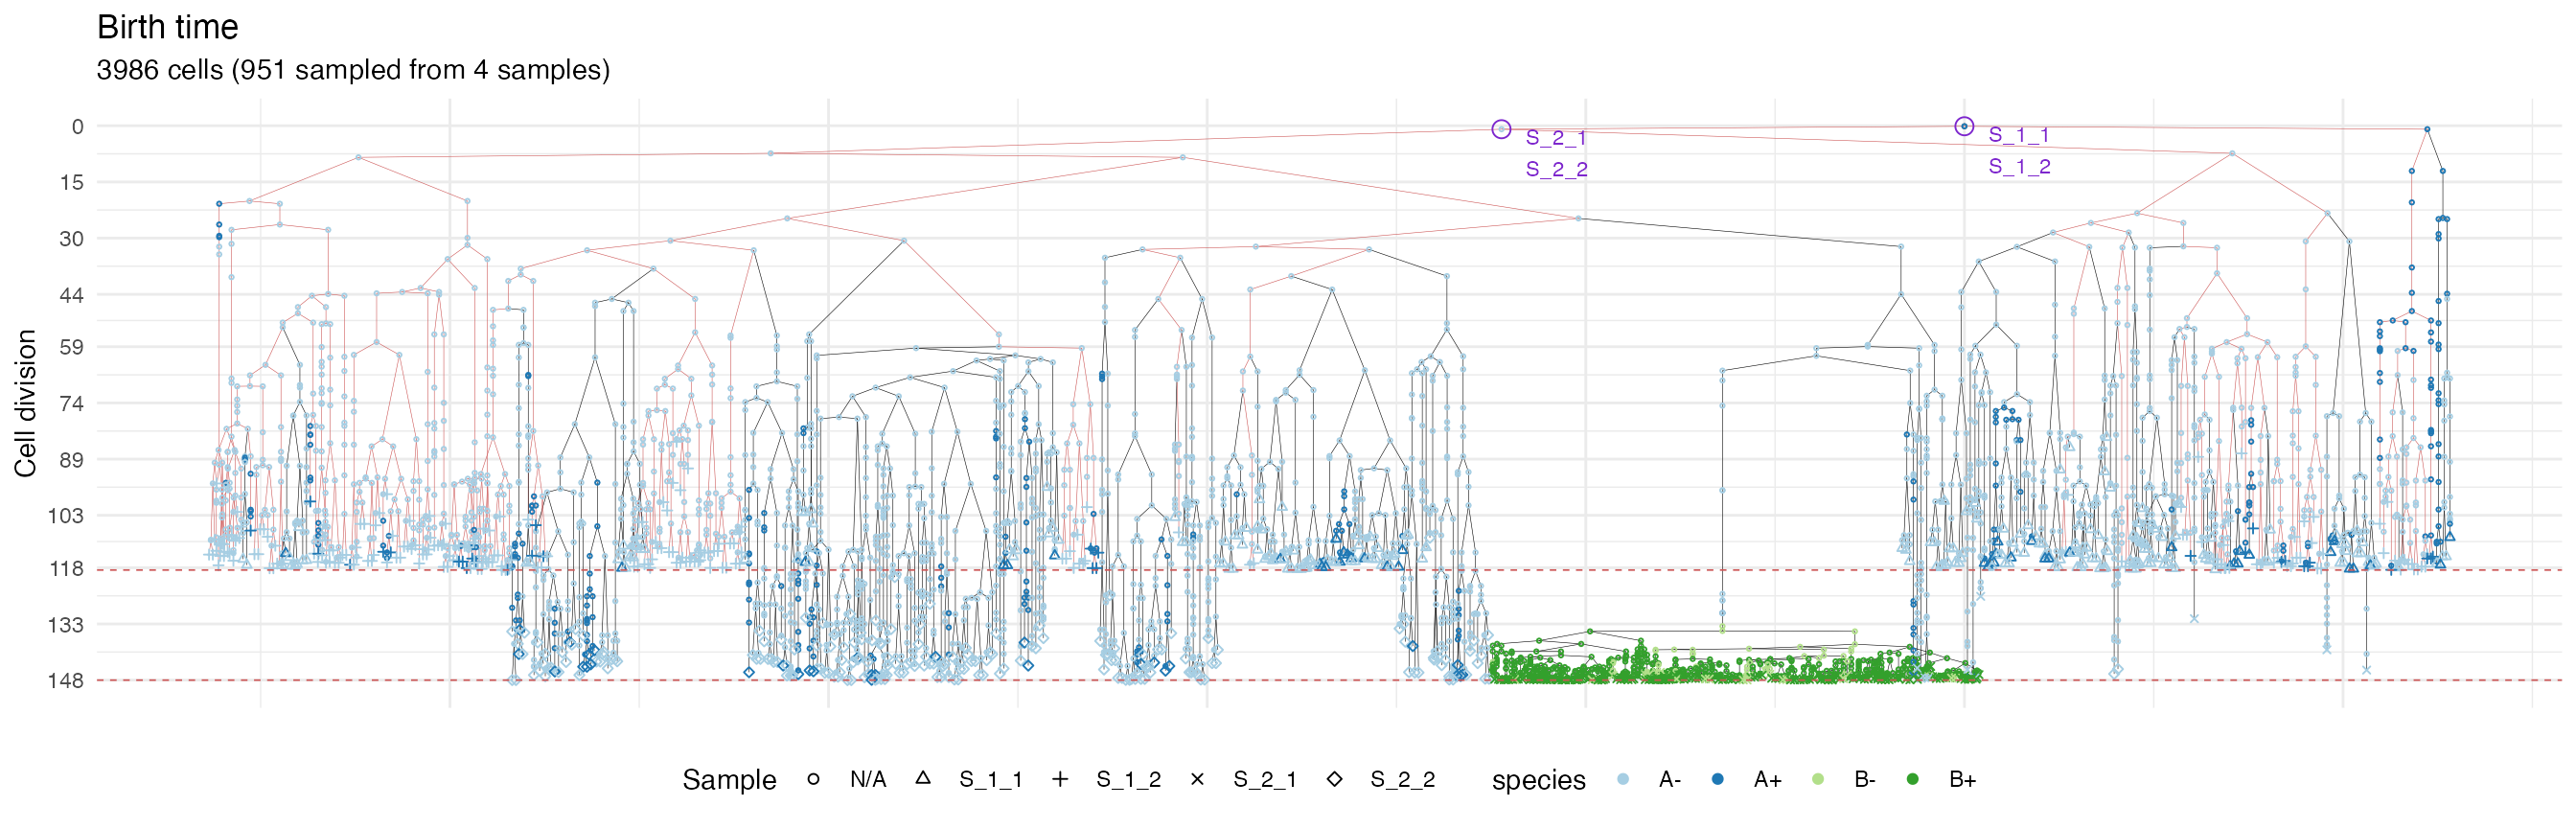 Birth time
3986 cells (951 sampled from 4 samples)
Cell division
0
15
30
44
59
74
89
103
118
133
148
S_2_1
S_2_2
S_1_1
S_1_2
Sample N/A S_1_1 S_1_2 S_2_1 S_2_2 species A- A+ B- B+